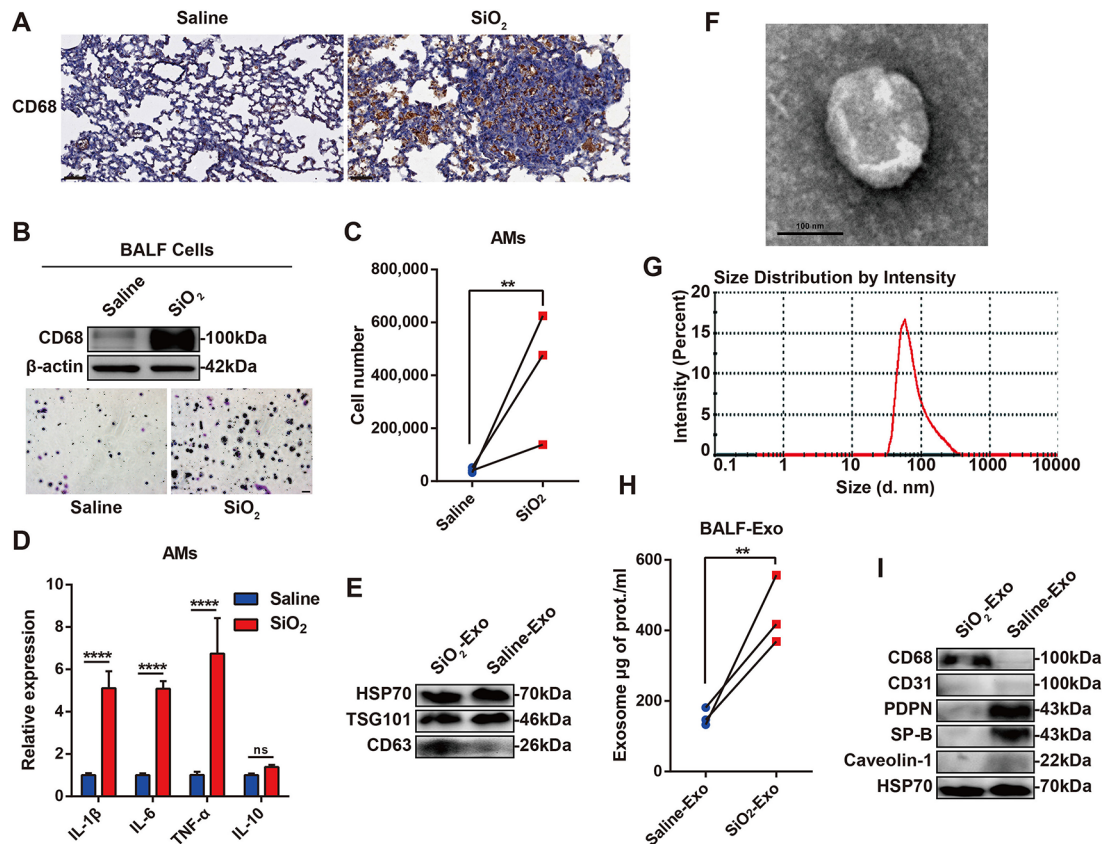 A
Saline
SiO₂
CD68
B
BALF Cells
Saline
SiO₂
CD68
-100kDa
β-actin
-42kDa
Saline
SiO₂
C
AMs
**
800,000
600,000
400,000
200,000
0
Cell number
Saline
SiO₂
D
AMs
Saline
SiO₂
10
8
6
4
2
0
Relative expression
****
****
****
ns
IL-1β
IL-6
TNF-α
IL-10
E
SiO₂-Exo
Saline-Exo
HSP70
-70kDa
TSG101
-46kDa
CD63
-26kDa
F
100 nm
G
Size Distribution by Intensity
20
15
10
5
0
Intensity (Percent)
0.1
1
10
100
1000
10000
Size (d. nm)
H
BALF-Exo
**
600
400
200
0
Exosome µg of prot./ml
Saline-Exo
SiO₂-Exo
I
SiO₂-Exo
Saline-Exo
CD68
-100kDa
CD31
-100kDa
PDPN
-43kDa
SP-B
-43kDa
Caveolin-1
-22kDa
HSP70
-70kDa